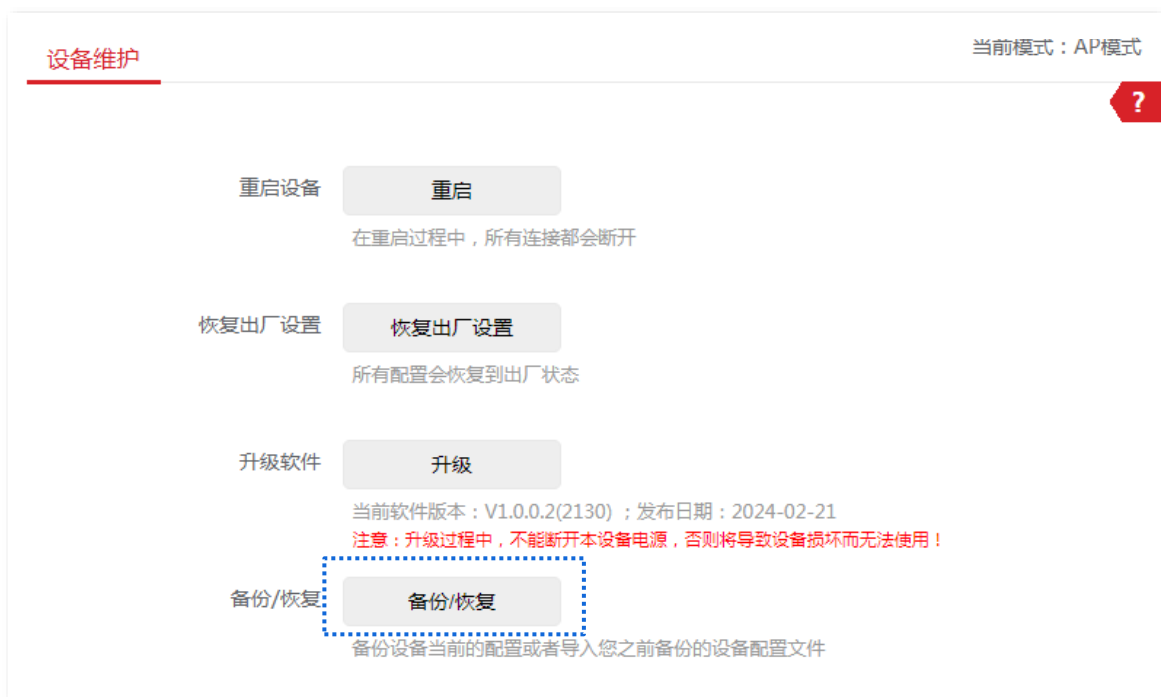 设备维护
当前模式：AP模式
?
重启设备
重启
在重启过程中，所有连接都会断开
恢复出厂设置
恢复出厂设置
所有配置会恢复到出厂状态
升级软件
升级
当前软件版本：V1.0.0.2(2130) ；发布日期：2024-02-21
注意：升级过程中，不能断开本设备电源，否则将导致设备损坏而无法使用！
备份/恢复
备份/恢复
备份设备当前的配置或者导入您之前备份的设备配置文件